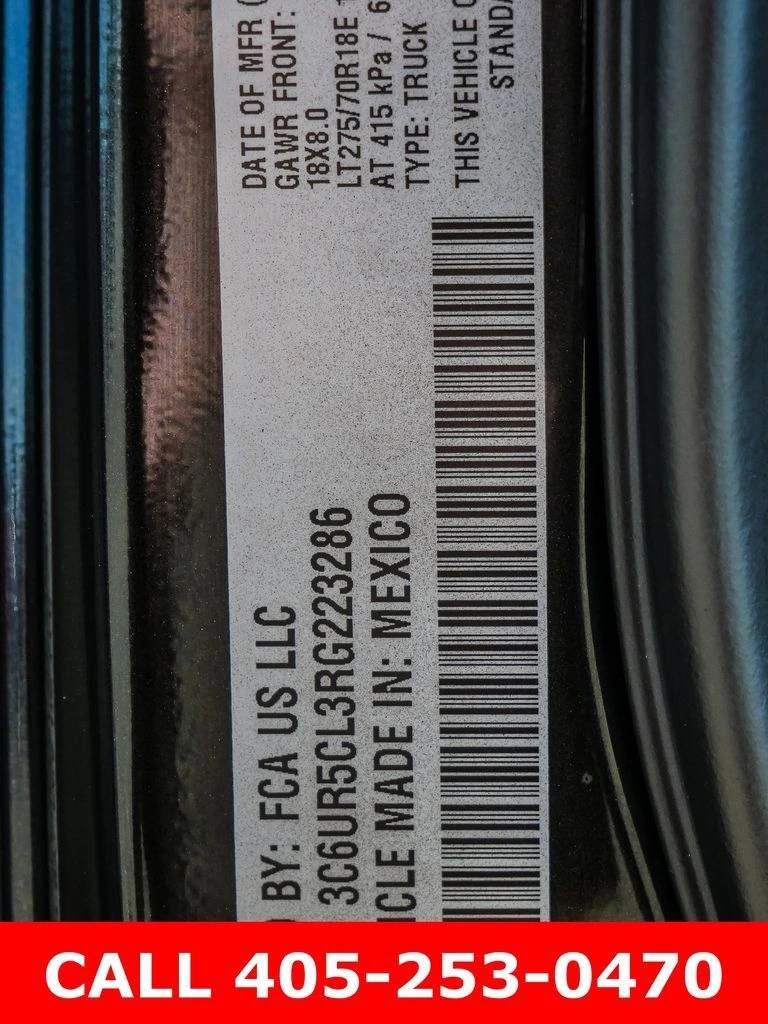 DATE OF MFR (
GAWR FRONT:
18X8.0
LT275/70R18E
AT 415 kPa / 6
TYPE: TRUCK
THIS VEHICLE
STANDA
BY: FCA US LLC
3C6UR5CL3RG223286
ICLE MADE IN: MEXICO
CALL 405-253-0470